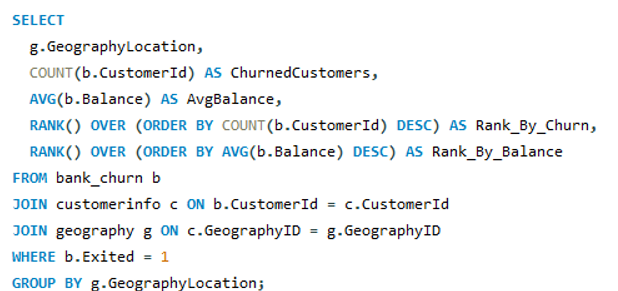 SELECT
g.GeographyLocation,
COUNT(b.CustomerId) AS ChurnedCustomers,
AVG(b.Balance) AS AvgBalance,
RANK() OVER (ORDER BY COUNT(b.CustomerId) DESC) AS Rank_By_Churn,
RANK() OVER (ORDER BY AVG(b.Balance) DESC) AS Rank_By_Balance
FROM bank_churn b
JOIN customerinfo c ON b.CustomerId = c.CustomerId
JOIN geography g ON c.GeographyID = g.GeographyID
WHERE b.Exited = 1
GROUP BY g.GeographyLocation;